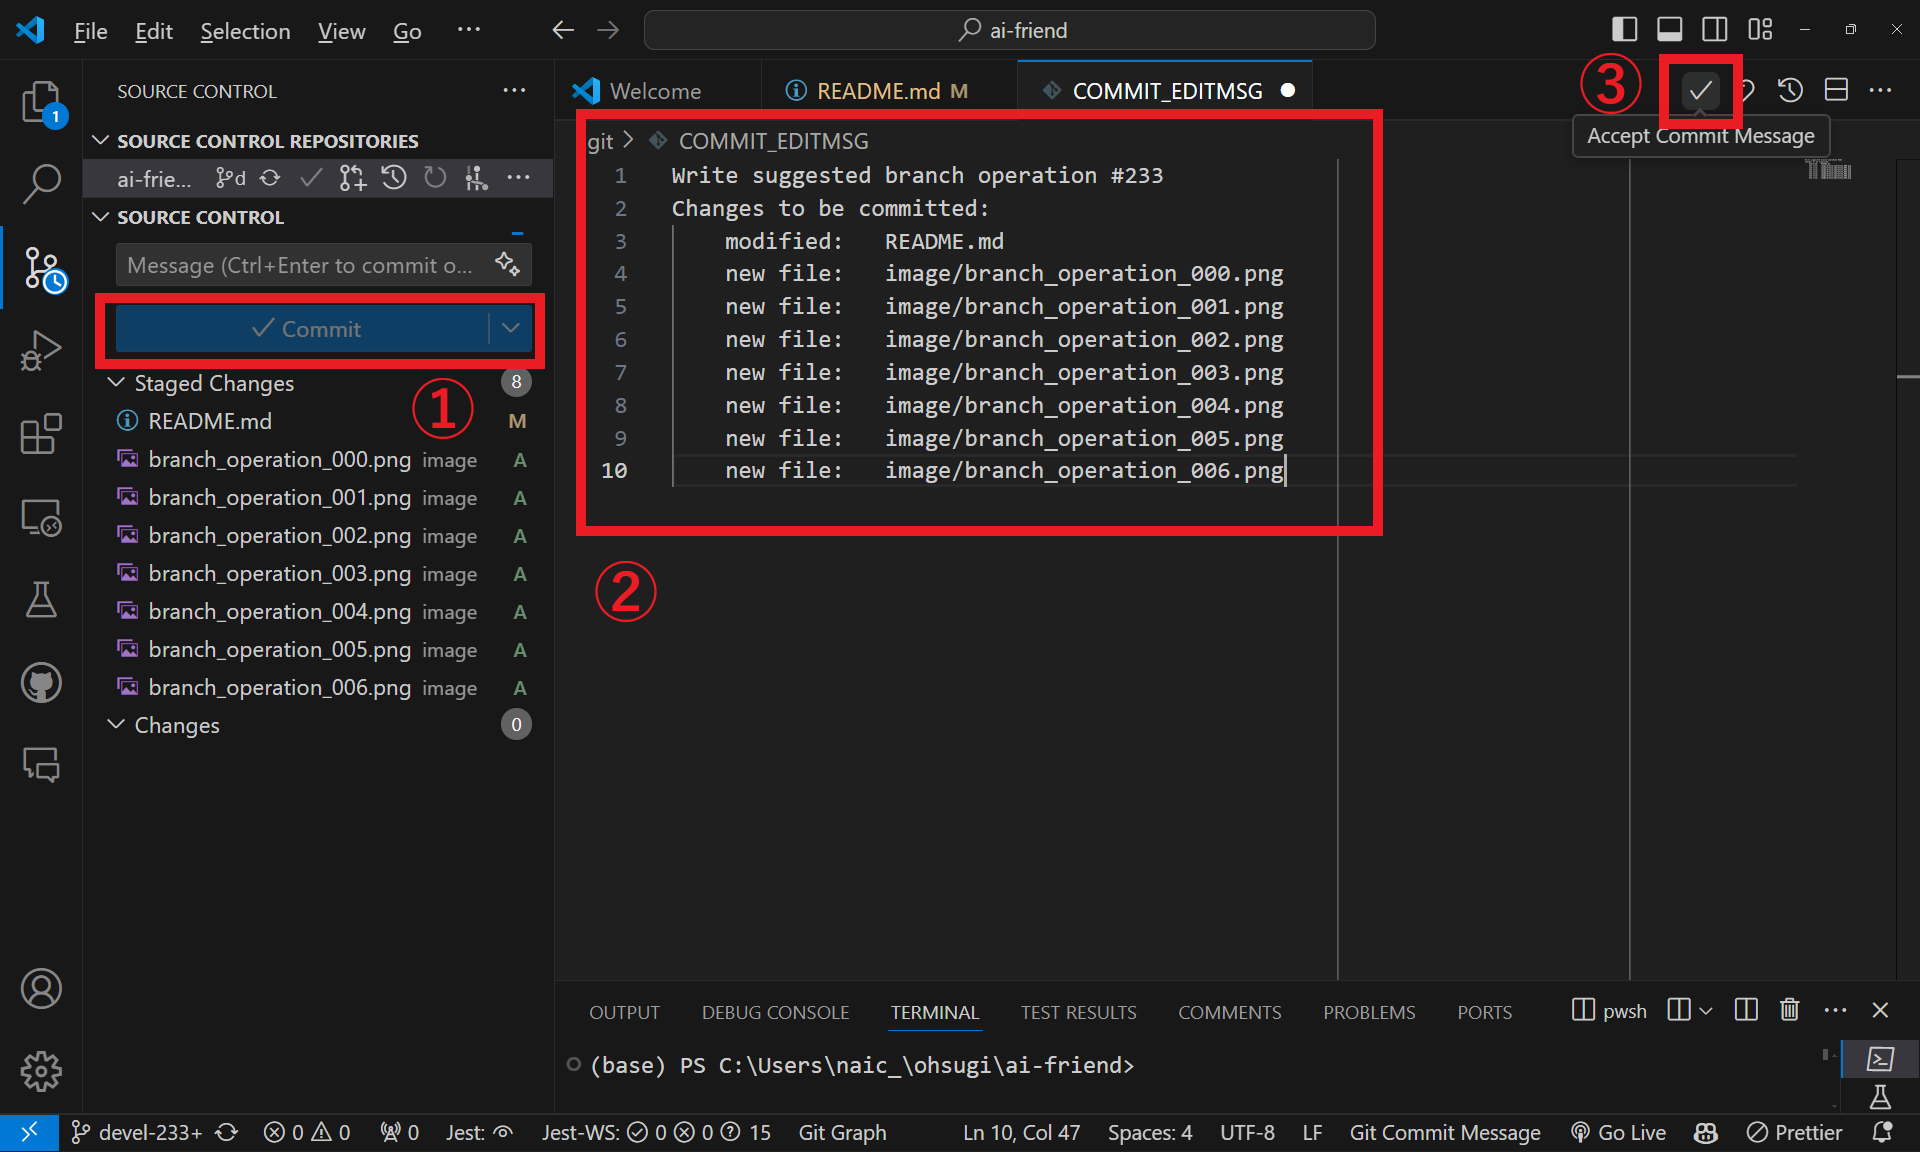 File Edit Selection View Go ···
ai-friend
SOURCE CONTROL ···
SOURCE CONTROL REPOSITORIES
ai-frie... d ···
SOURCE CONTROL
Message (Ctrl+Enter to commit o...
Commit
①
Staged Changes 8
README.md M
branch_operation_000.png image A
branch_operation_001.png image A
branch_operation_002.png image A
branch_operation_003.png image A
branch_operation_004.png image A
branch_operation_005.png image A
branch_operation_006.png image A
Changes 0
1
Welcome README.md M COMMIT_EDITMSG ●
③
Accept Commit Message
git > COMMIT_EDITMSG
1 Write suggested branch operation #233
2 Changes to be committed:
3 modified: README.md
4 new file: image/branch_operation_000.png
5 new file: image/branch_operation_001.png
6 new file: image/branch_operation_002.png
7 new file: image/branch_operation_003.png
8 new file: image/branch_operation_004.png
9 new file: image/branch_operation_005.png
10 new file: image/branch_operation_006.png
②
OUTPUT DEBUG CONSOLE TERMINAL TEST RESULTS COMMENTS PROBLEMS PORTS pwsh ···
(base) PS C:\Users\naic_\ohsugi\ai-friend>
devel-233+ 0 0 0 Jest: Jest-WS: 0 0 15 Git Graph Ln 10, Col 47 Spaces: 4 UTF-8 LF Git Commit Message Go Live Prettier